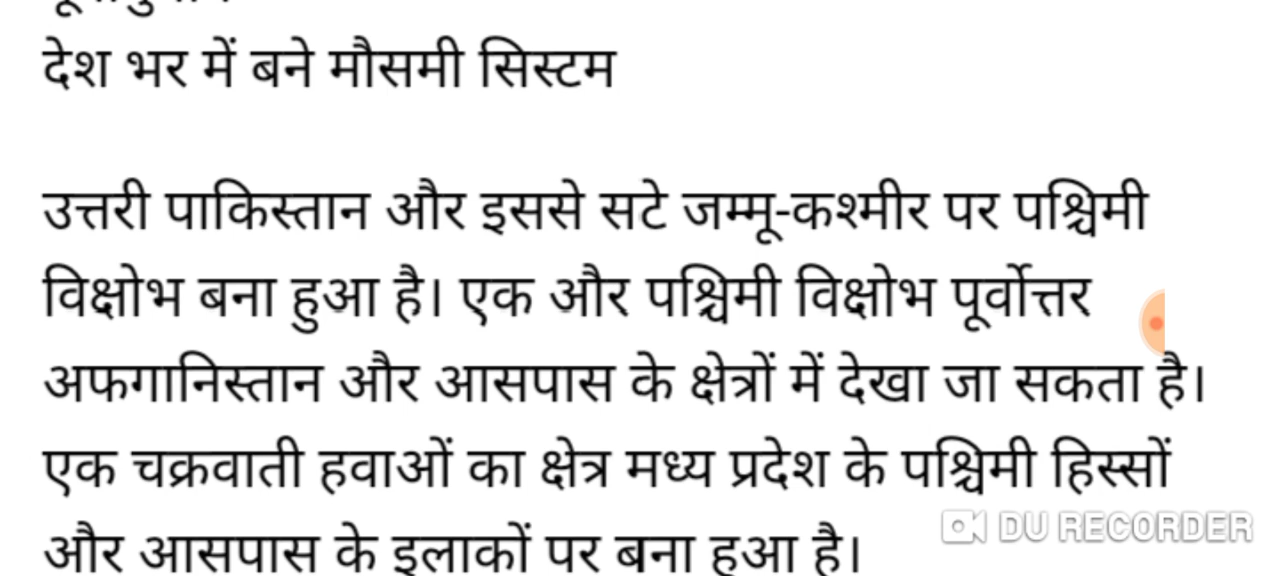 देश भर में बने मौसमी सिस्टम
उत्तरी पाकिस्तान और इससे सटे जम्मू-कश्मीर पर पश्चिमी
विक्षोभ बना हुआ है। एक और पश्चिमी विक्षोभ पूर्वोत्तर
अफगानिस्तान और आसपास के क्षेत्रों में देखा जा सकता है।
एक चक्रवाती हवाओं का क्षेत्र मध्य प्रदेश के पश्चिमी हिस्सों
और आसपास के इलाकों पर बना हुआ है।
DU RECORDER